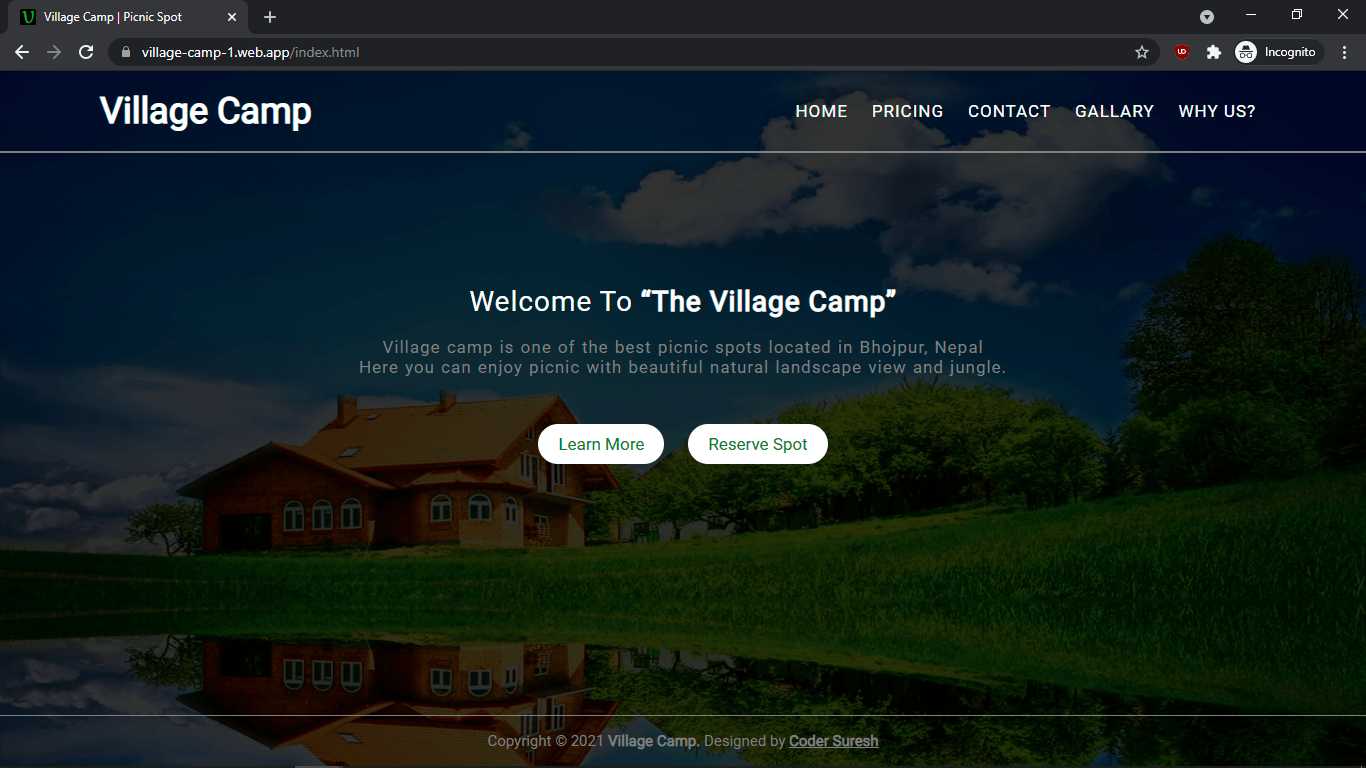 Village Camp | Picnic Spot
village-camp-1.web.app/index.html
Incognito
Village Camp
HOME PRICING CONTACT GALLARY WHY US?
Welcome To “The Village Camp”
Village camp is one of the best picnic spots located in Bhojpur, Nepal
Here you can enjoy picnic with beautiful natural landscape view and jungle.
Learn More Reserve Spot
Copyright © 2021 Village Camp. Designed by Coder Suresh